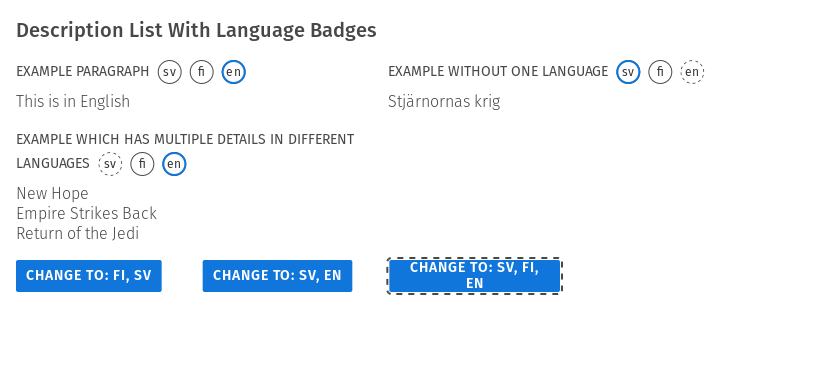 Description List With Language Badges
EXAMPLE PARAGRAPH sv fi en
This is in English
EXAMPLE WITHOUT ONE LANGUAGE sv fi en
Stjärnornas krig
EXAMPLE WHICH HAS MULTIPLE DETAILS IN DIFFERENT
LANGUAGES sv fi en
New Hope
Empire Strikes Back
Return of the Jedi
CHANGE TO: FI, SV
CHANGE TO: SV, EN
CHANGE TO: SV, FI,
EN